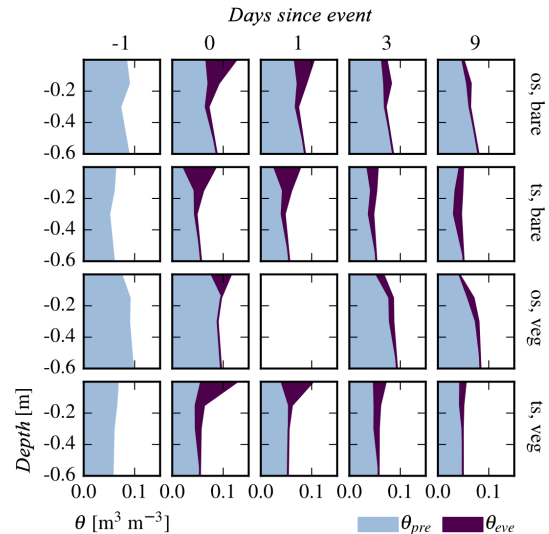 Days since event
-1 0 1 3 9
-0.2
-0.4
-0.6
os, bare
-0.2
-0.4
-0.6
ts, bare
-0.2
-0.4
-0.6
os, veg
-0.2
-0.4
-0.6
ts, veg
Depth [m]
0.0 0.1 0.0 0.1 0.0 0.1 0.0 0.1 0.0 0.1
θ [m³ m⁻³]
θpre θeve